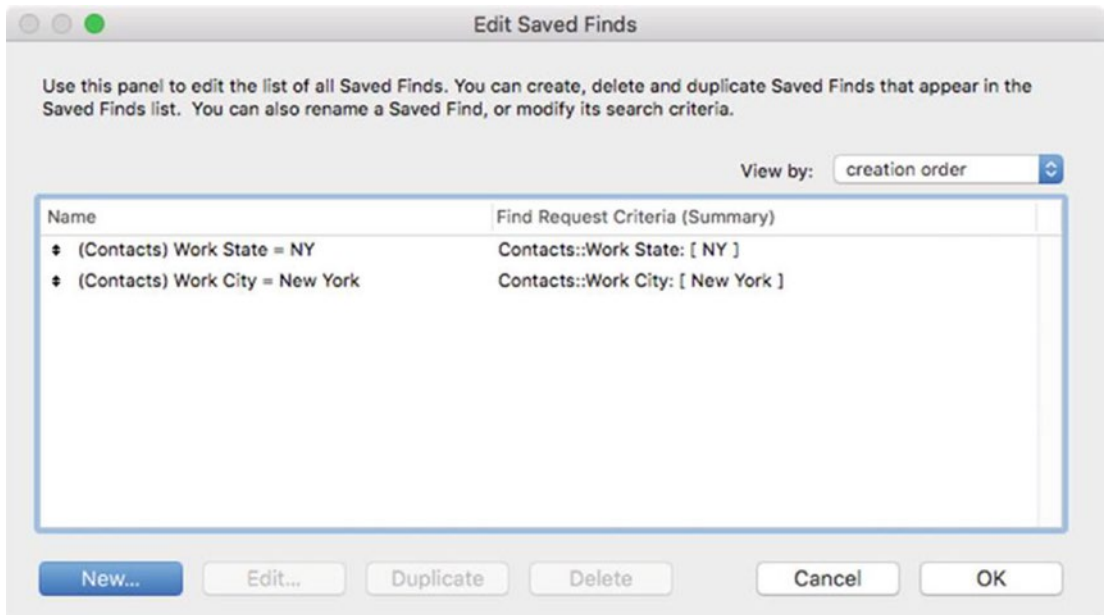 Edit Saved Finds
Use this panel to edit the list of all Saved Finds. You can create, delete and duplicate Saved Finds that appear in the
Saved Finds list. You can also rename a Saved Find, or modify its search criteria.
View by: creation order
Name Find Request Criteria (Summary)
(Contacts) Work State = NY Contacts::Work State: [ NY ]
(Contacts) Work City = New York Contacts::Work City: [ New York ]
New... Edit... Duplicate Delete Cancel OK